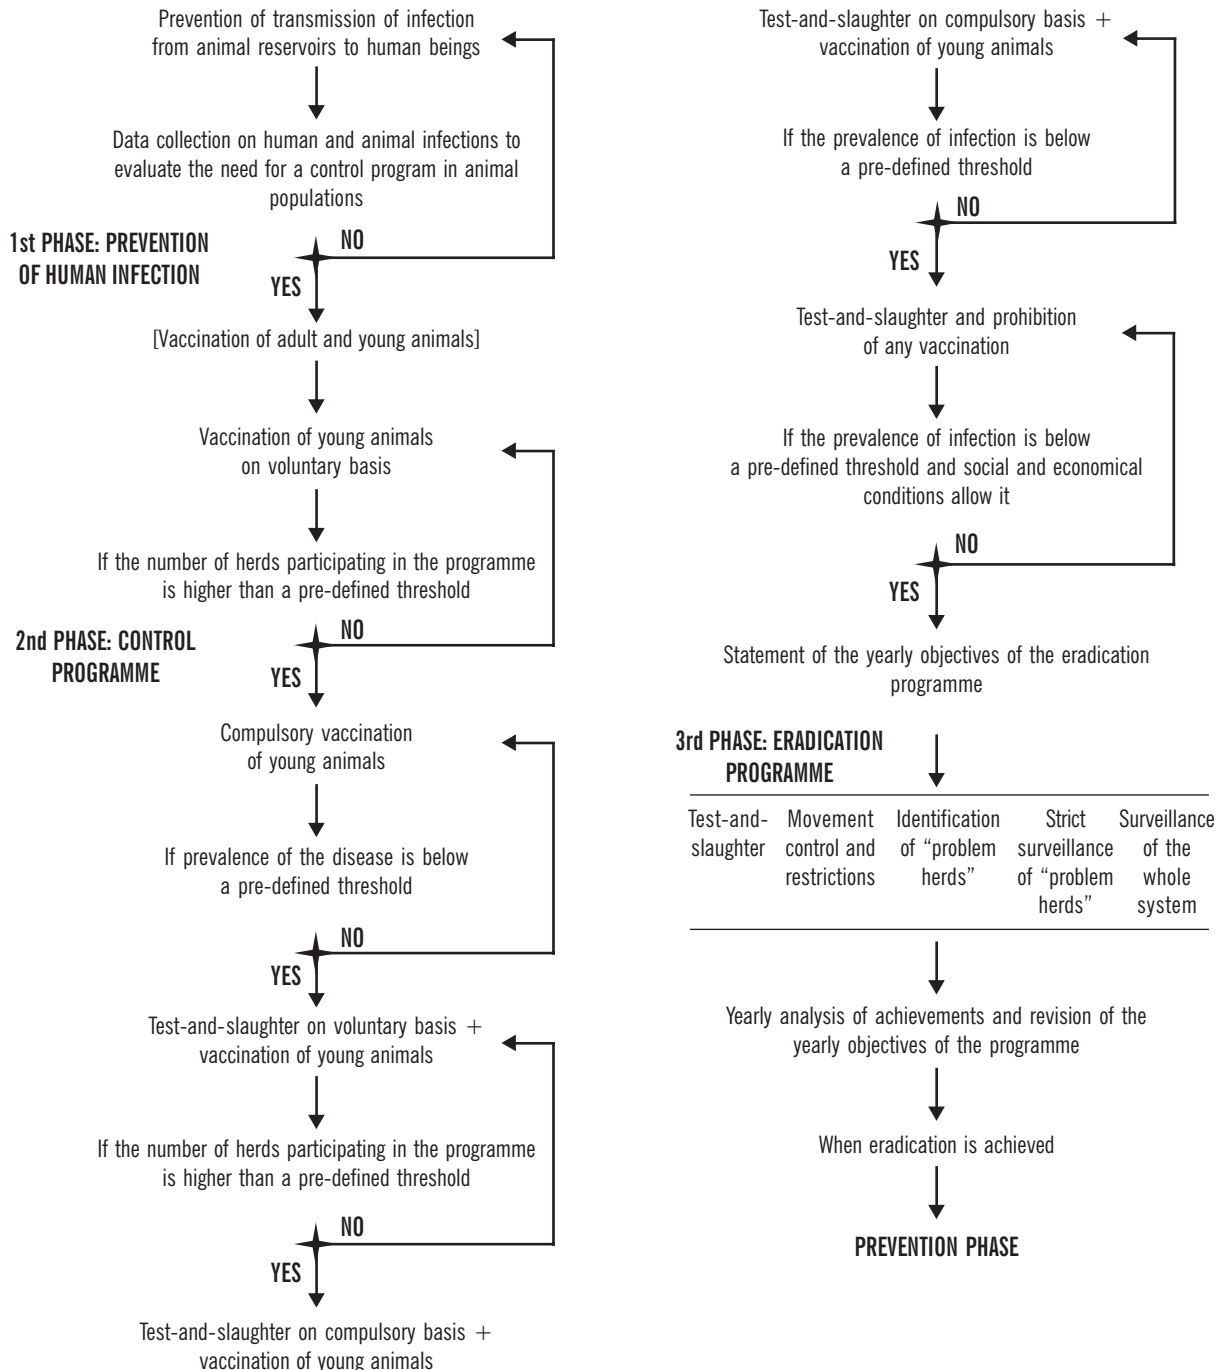 Prevention of transmission of infection
from animal reservoirs to human beings
Data collection on human and animal infections to
evaluate the need for a control program in animal
populations
1st PHASE: PREVENTION
OF HUMAN INFECTION
NO
YES
[Vaccination of adult and young animals]
Vaccination of young animals
on voluntary basis
If the number of herds participating in the programme
is higher than a pre-defined threshold
2nd PHASE: CONTROL
PROGRAMME
NO
YES
Compulsory vaccination
of young animals
If prevalence of the disease is below
a pre-defined threshold
NO
YES
Test-and-slaughter on voluntary basis +
vaccination of young animals
If the number of herds participating in the programme
is higher than a pre-defined threshold
NO
YES
Test-and-slaughter on compulsory basis +
vaccination of young animals
Test-and-slaughter on compulsory basis +
vaccination of young animals
If the prevalence of infection is below
a pre-defined threshold
NO
YES
Test-and-slaughter and prohibition
of any vaccination
If the prevalence of infection is below
a pre-defined threshold and social and economical
conditions allow it
NO
YES
Statement of the yearly objectives of the eradication
programme
3rd PHASE: ERADICATION
PROGRAMME
Test-and-
slaughter
Movement
control and
restrictions
Identification
of “problem
herds”
Strict
surveillance
of “problem
herds”
Surveillance
of the
whole
system
Yearly analysis of achievements and revision of the
yearly objectives of the programme
When eradication is achieved
PREVENTION PHASE